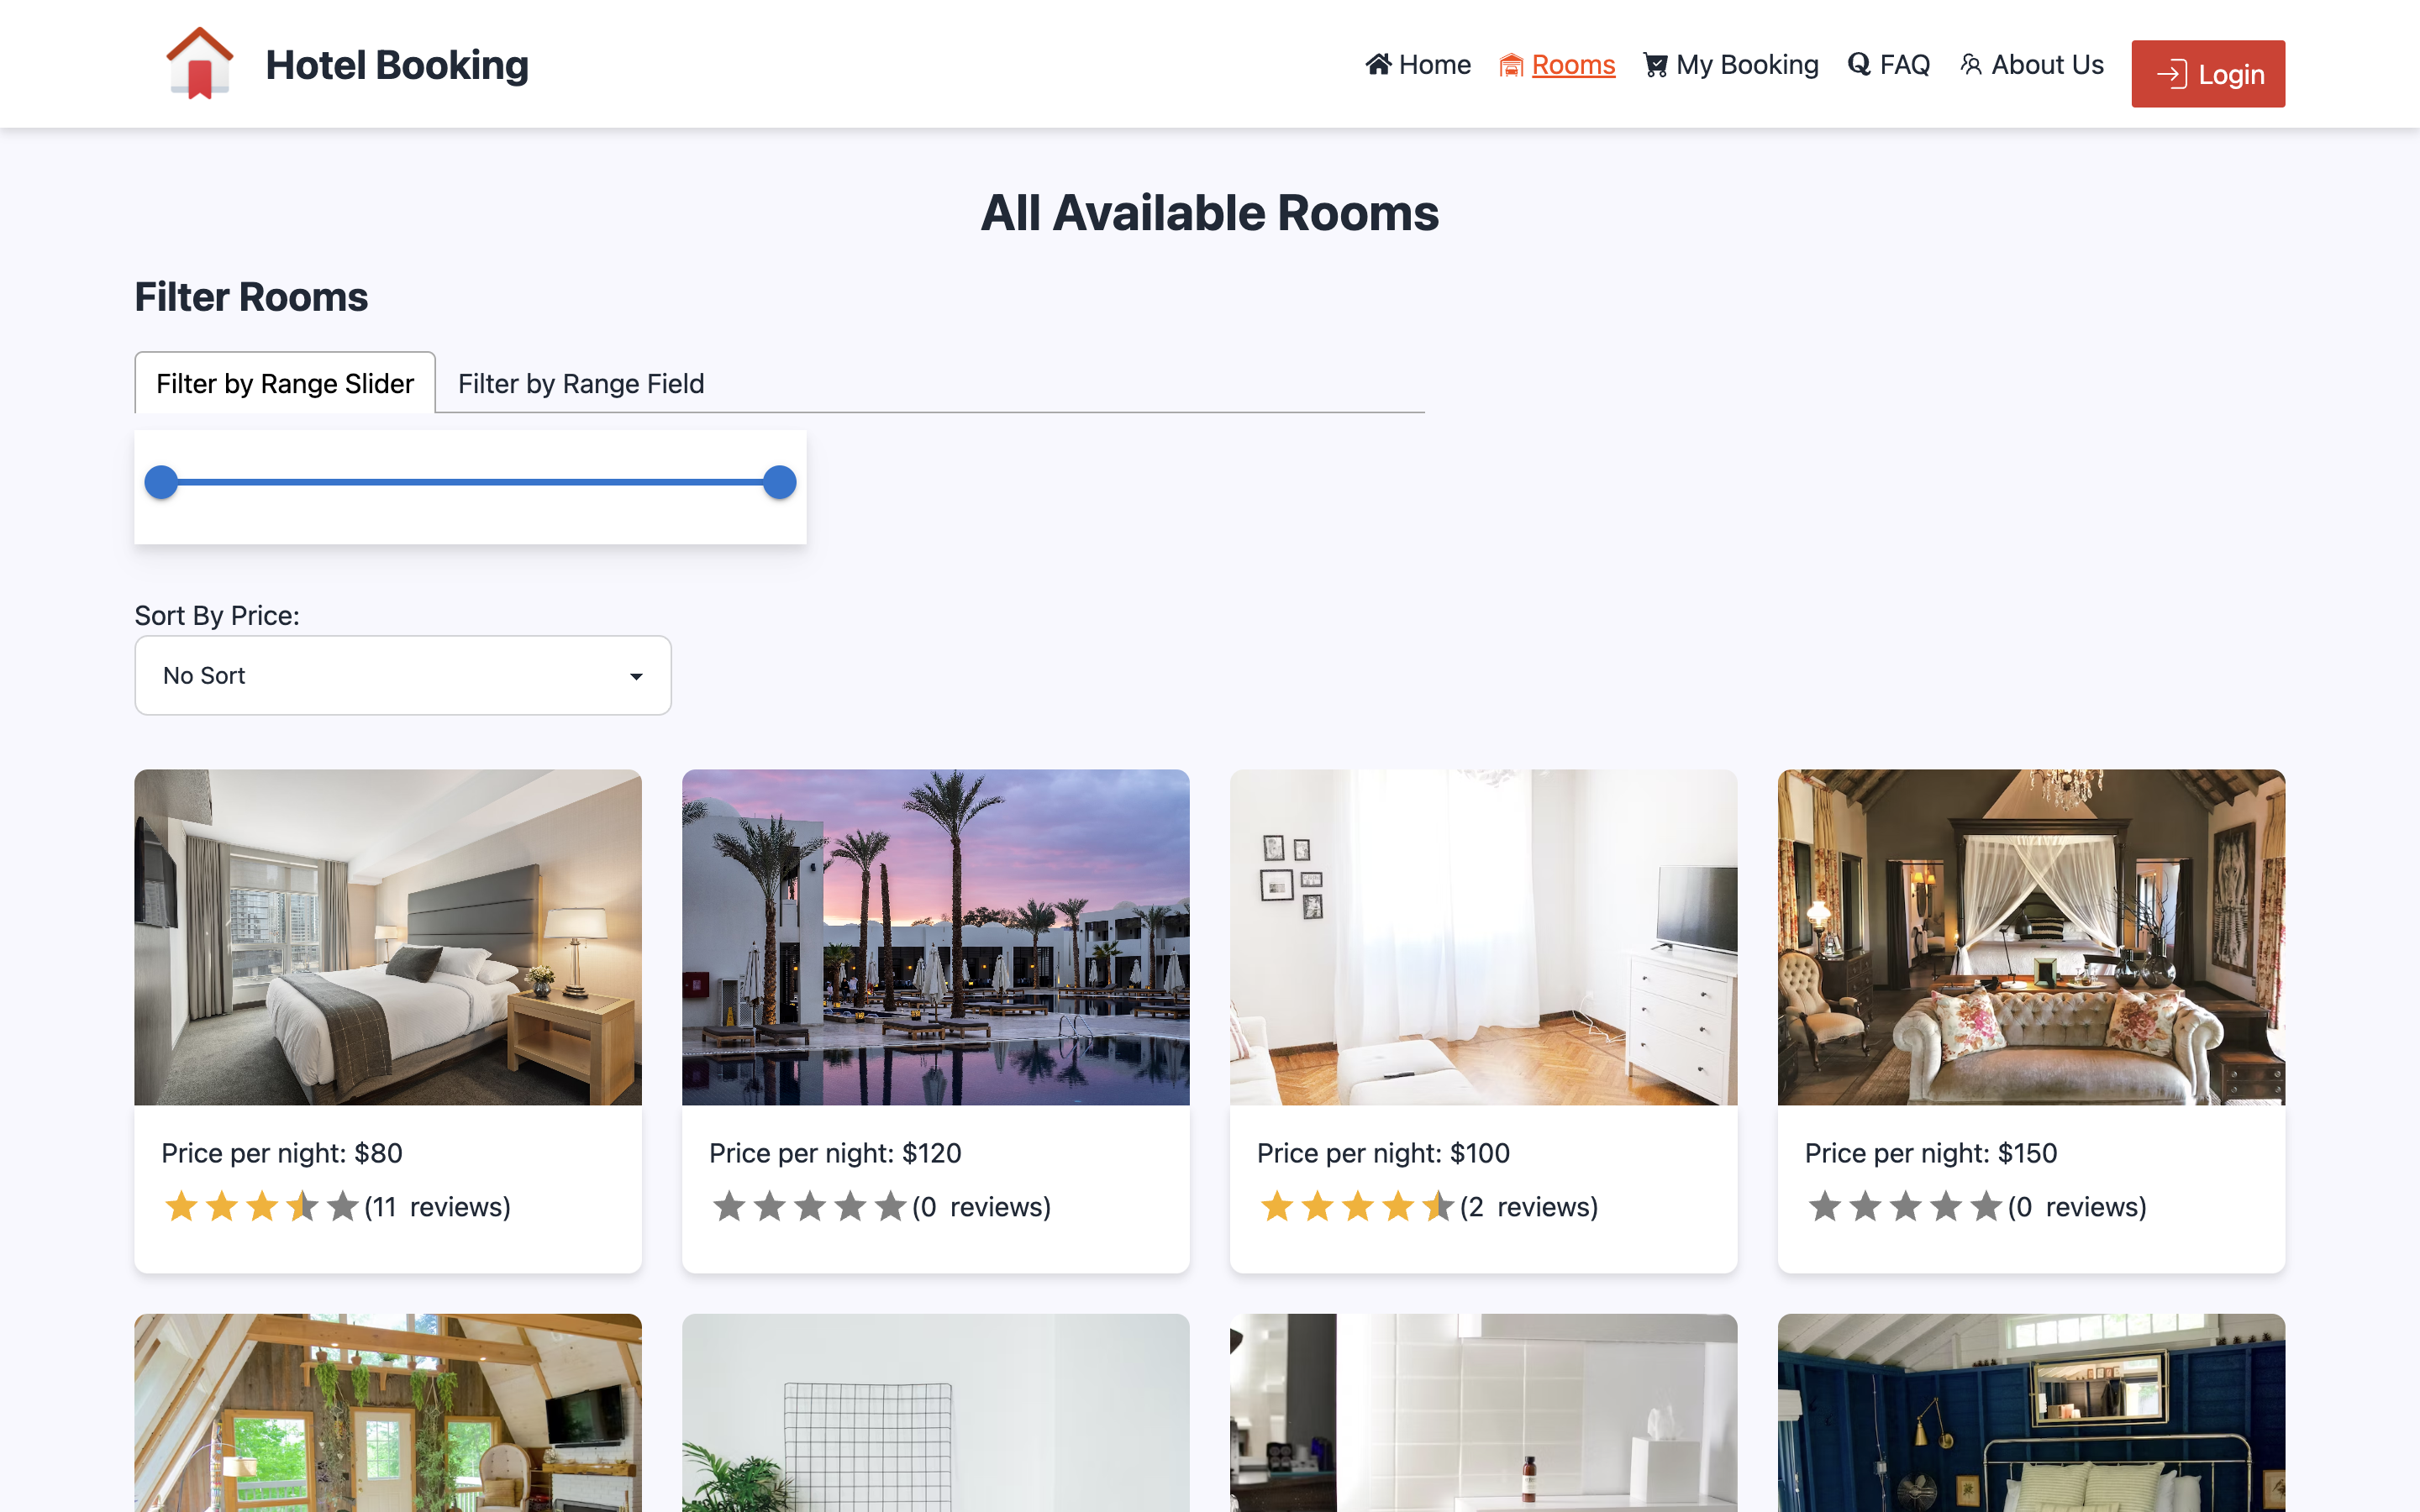 Hotel Booking
Home
Rooms
My Booking
FAQ
About Us
Login
All Available Rooms
Filter Rooms
Filter by Range Slider
Filter by Range Field
Sort By Price:
No Sort
Price per night: $80
(11 reviews)
Price per night: $120
(0 reviews)
Price per night: $100
(2 reviews)
Price per night: $150
(0 reviews)